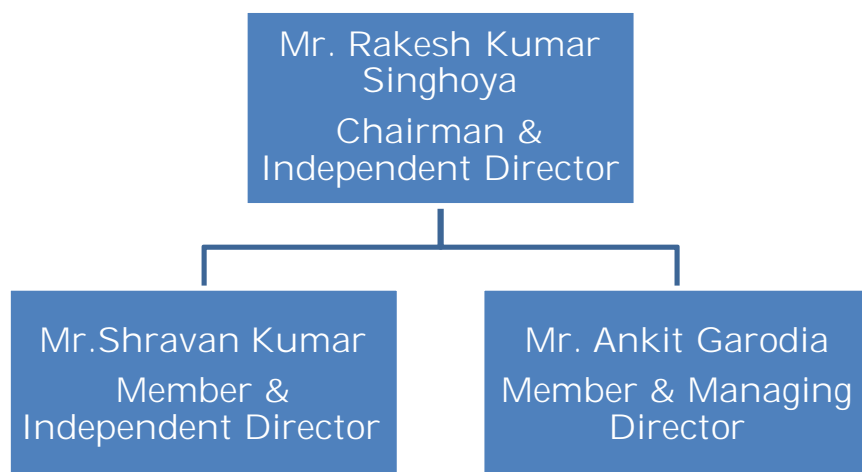 Mr. Rakesh Kumar
Singhoya
Chairman &
Independent Director
Mr.Shravan Kumar
Member &
Independent Director
Mr. Ankit Garodia
Member & Managing
Director